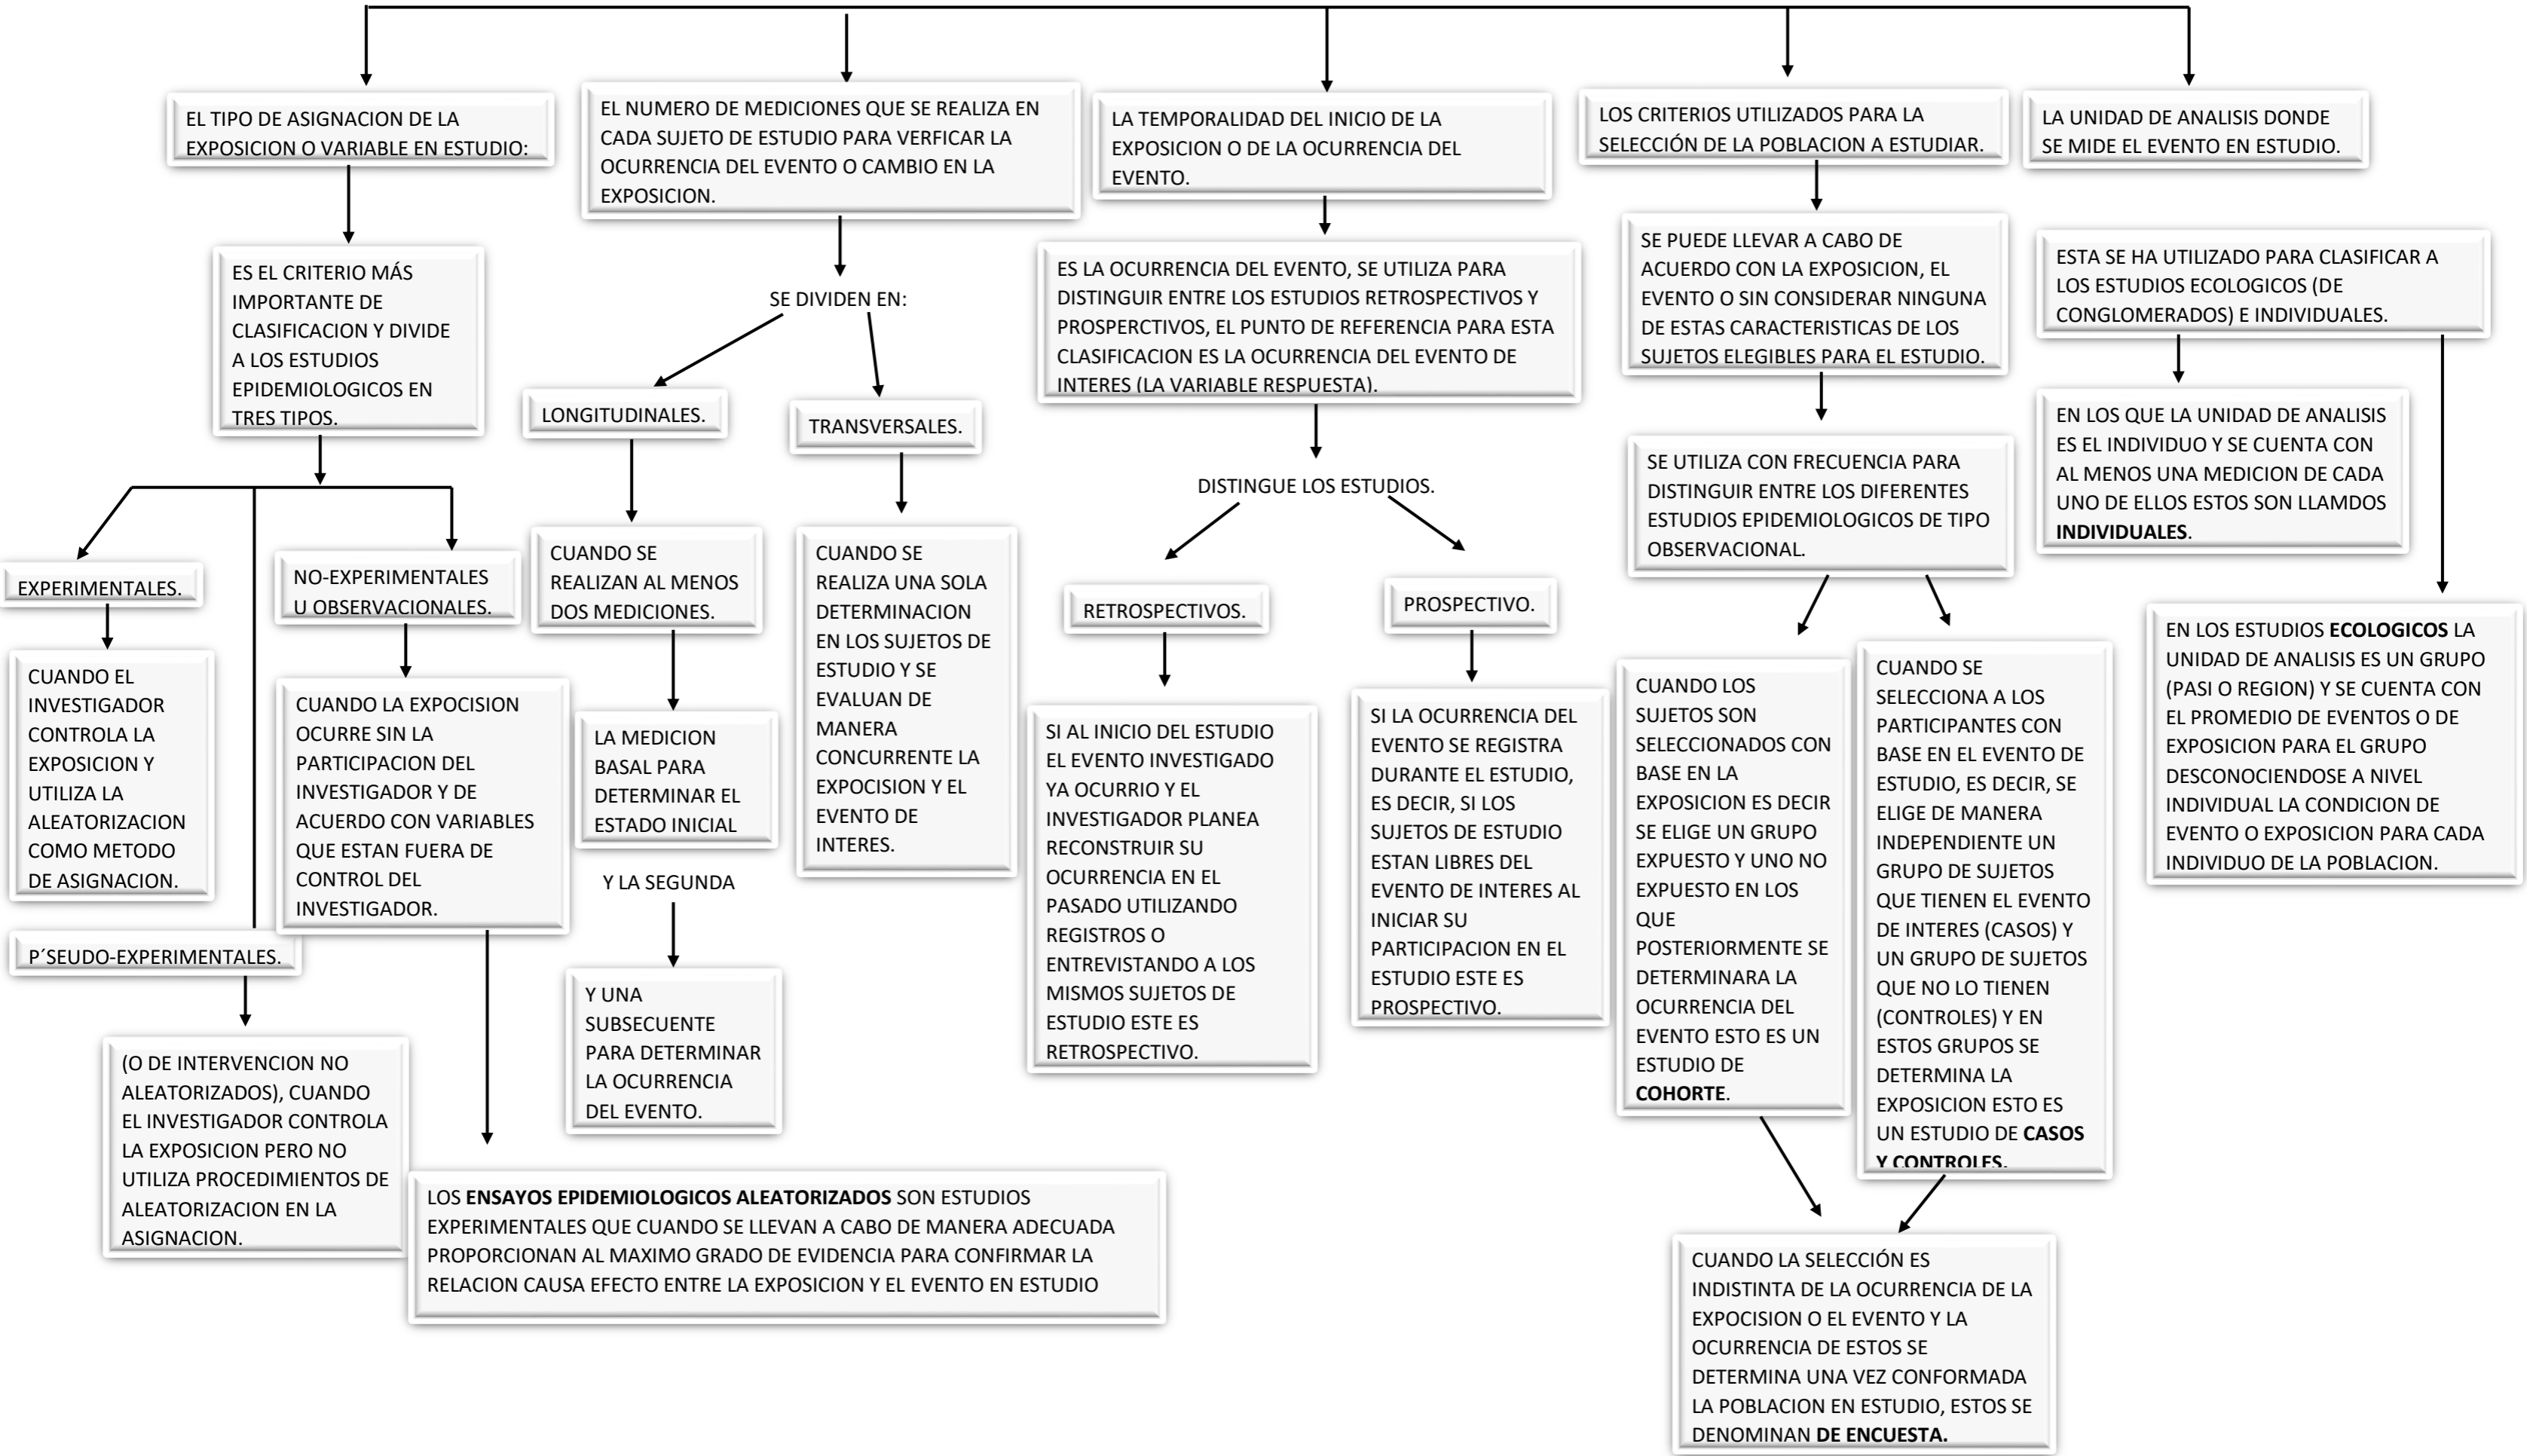 EL TIPO DE ASIGNACION DE LA
EXPOSICION O VARIABLE EN ESTUDIO:
ES EL CRITERIO MÁS
IMPORTANTE DE
CLASIFICACION Y DIVIDE
A LOS ESTUDIOS
EPIDEMIOLOGICOS EN
TRES TIPOS.
EXPERIMENTALES.
CUANDO EL
INVESTIGADOR
CONTROLA LA
EXPOSICION Y
UTILIZA LA
ALEATORIZACION
COMO METODO
DE ASIGNACION.
P´SEUDO-EXPERIMENTALES.
(O DE INTERVENCION NO
ALEATORIZADOS), CUANDO
EL INVESTIGADOR CONTROLA
LA EXPOSICION PERO NO
UTILIZA PROCEDIMIENTOS DE
ALEATORIZACION EN LA
ASIGNACION.
NO-EXPERIMENTALES
U OBSERVACIONALES.
CUANDO LA EXPOCISION
OCURRE SIN LA
PARTICIPACION DEL
INVESTIGADOR Y DE
ACUERDO CON VARIABLES
QUE ESTAN FUERA DE
CONTROL DEL
INVESTIGADOR.
LOS ENSAYOS EPIDEMIOLOGICOS ALEATORIZADOS SON ESTUDIOS
EXPERIMENTALES QUE CUANDO SE LLEVAN A CABO DE MANERA ADECUADA
PROPORCIONAN AL MAXIMO GRADO DE EVIDENCIA PARA CONFIRMAR LA
RELACION CAUSA EFECTO ENTRE LA EXPOSICION Y EL EVENTO EN ESTUDIO
EL NUMERO DE MEDICIONES QUE SE REALIZA EN
CADA SUJETO DE ESTUDIO PARA VERFICAR LA
OCURRENCIA DEL EVENTO O CAMBIO EN LA
EXPOSICION.
SE DIVIDEN EN:
LONGITUDINALES.
CUANDO SE
REALIZAN AL MENOS
DOS MEDICIONES.
LA MEDICION
BASAL PARA
DETERMINAR EL
ESTADO INICIAL
Y LA SEGUNDA
Y UNA
SUBSECUENTE
PARA DETERMINAR
LA OCURRENCIA
DEL EVENTO.
TRANSVERSALES.
CUANDO SE
REALIZA UNA SOLA
DETERMINACION
EN LOS SUJETOS DE
ESTUDIO Y SE
EVALUAN DE
MANERA
CONCURRENTE LA
EXPOCISION Y EL
EVENTO DE
INTERES.
LA TEMPORALIDAD DEL INICIO DE LA
EXPOSICION O DE LA OCURRENCIA DEL
EVENTO.
ES LA OCURRENCIA DEL EVENTO, SE UTILIZA PARA
DISTINGUIR ENTRE LOS ESTUDIOS RETROSPECTIVOS Y
PROSPERCTIVOS, EL PUNTO DE REFERENCIA PARA ESTA
CLASIFICACION ES LA OCURRENCIA DEL EVENTO DE
INTERES (LA VARIABLE RESPUESTA).
DISTINGUE LOS ESTUDIOS.
RETROSPECTIVOS.
SI AL INICIO DEL ESTUDIO
EL EVENTO INVESTIGADO
YA OCURRIO Y EL
INVESTIGADOR PLANEA
RECONSTRUIR SU
OCURRENCIA EN EL
PASADO UTILIZANDO
REGISTROS O
ENTREVISTANDO A LOS
MISMOS SUJETOS DE
ESTUDIO ESTE ES
RETROSPECTIVO.
PROSPECTIVO.
SI LA OCURRENCIA DEL
EVENTO SE REGISTRA
DURANTE EL ESTUDIO,
ES DECIR, SI LOS
SUJETOS DE ESTUDIO
ESTAN LIBRES DEL
EVENTO DE INTERES AL
INICIAR SU
PARTICIPACION EN EL
ESTUDIO ESTE ES
PROSPECTIVO.
LOS CRITERIOS UTILIZADOS PARA LA
SELECCIÓN DE LA POBLACION A ESTUDIAR.
SE PUEDE LLEVAR A CABO DE
ACUERDO CON LA EXPOSICION, EL
EVENTO O SIN CONSIDERAR NINGUNA
DE ESTAS CARACTERISTICAS DE LOS
SUJETOS ELEGIBLES PARA EL ESTUDIO.
SE UTILIZA CON FRECUENCIA PARA
DISTINGUIR ENTRE LOS DIFERENTES
ESTUDIOS EPIDEMIOLOGICOS DE TIPO
OBSERVACIONAL.
CUANDO LOS
SUJETOS SON
SELECCIONADOS CON
BASE EN LA
EXPOSICION ES DECIR
SE ELIGE UN GRUPO
EXPUESTO Y UNO NO
EXPUESTO EN LOS
QUE
POSTERIORMENTE SE
DETERMINARA LA
OCURRENCIA DEL
EVENTO ESTO ES UN
ESTUDIO DE
COHORTE.
CUANDO SE
SELECCIONA A LOS
PARTICIPANTES CON
BASE EN EL EVENTO DE
ESTUDIO, ES DECIR, SE
ELIGE DE MANERA
INDEPENDIENTE UN
GRUPO DE SUJETOS
QUE TIENEN EL EVENTO
DE INTERES (CASOS) Y
UN GRUPO DE SUJETOS
QUE NO LO TIENEN
(CONTROLES) Y EN
ESTOS GRUPOS SE
DETERMINA LA
EXPOSICION ESTO ES
UN ESTUDIO DE CASOS
Y CONTROLES.
CUANDO LA SELECCIÓN ES
INDISTINTA DE LA OCURRENCIA DE LA
EXPOCISION O EL EVENTO Y LA
OCURRENCIA DE ESTOS SE
DETERMINA UNA VEZ CONFORMADA
LA POBLACION EN ESTUDIO, ESTOS SE
DENOMINAN DE ENCUESTA.
LA UNIDAD DE ANALISIS DONDE
SE MIDE EL EVENTO EN ESTUDIO.
ESTA SE HA UTILIZADO PARA CLASIFICAR A
LOS ESTUDIOS ECOLOGICOS (DE
CONGLOMERADOS) E INDIVIDUALES.
EN LOS QUE LA UNIDAD DE ANALISIS
ES EL INDIVIDUO Y SE CUENTA CON
AL MENOS UNA MEDICION DE CADA
UNO DE ELLOS ESTOS SON LLAMDOS
INDIVIDUALES.
EN LOS ESTUDIOS ECOLOGICOS LA
UNIDAD DE ANALISIS ES UN GRUPO
(PASI O REGION) Y SE CUENTA CON
EL PROMEDIO DE EVENTOS O DE
EXPOSICION PARA EL GRUPO
DESCONOCIENDOSE A NIVEL
INDIVIDUAL LA CONDICION DE
EVENTO O EXPOSICION PARA CADA
INDIVIDUO DE LA POBLACION.